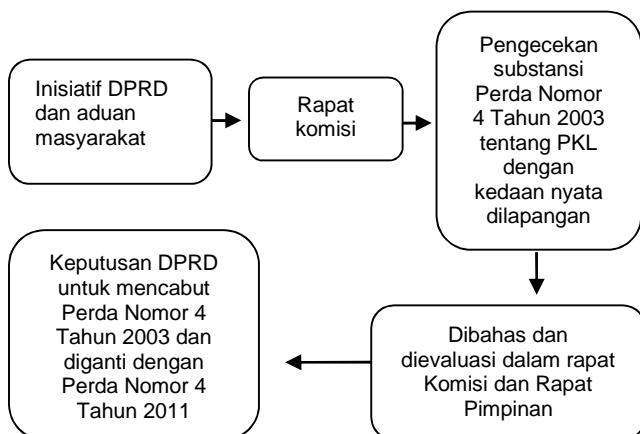 Inisiatif DPRD
dan aduan
masyarakat
Rapat
komisi
Pengecekan
substansi
Perda Nomor
4 Tahun 2003
tentang PKL
dengan
kedaan nyata
dilapangan
Dibahas dan
dievaluasi dalam rapat
Komisi dan Rapat
Pimpinan
Keputusan DPRD
untuk mencabut
Perda Nomor 4
Tahun 2003 dan
diganti dengan
Perda Nomor 4
Tahun 2011